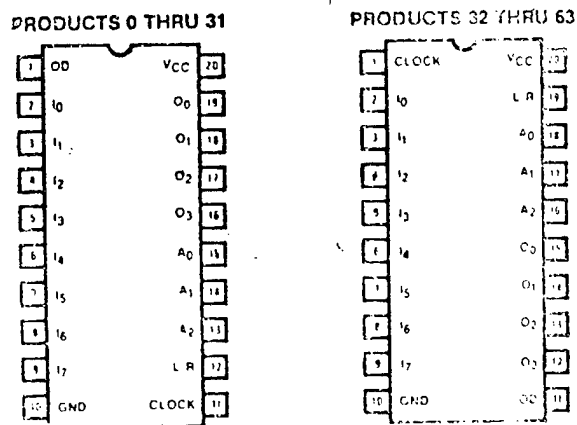 PRODUCTS 0 THRU 31
1 OD VCC 20
2 I0 O0 19
3 I1 O1 18
4 I2 O2 17
5 I3 O3 16
6 I4 A0 15
7 I5 A1 14
8 I6 A2 13
9 I7 L R 12
10 GND CLOCK 11
PRODUCTS 32 THRU 63
1 CLOCK VCC 20
2 I0 L R 19
3 I1 A0 18
4 I2 A1 17
5 I3 A2 16
6 I4 O0 15
7 I5 O1 14
8 I6 O2 13
9 I7 O3 12
10 GND OD 11